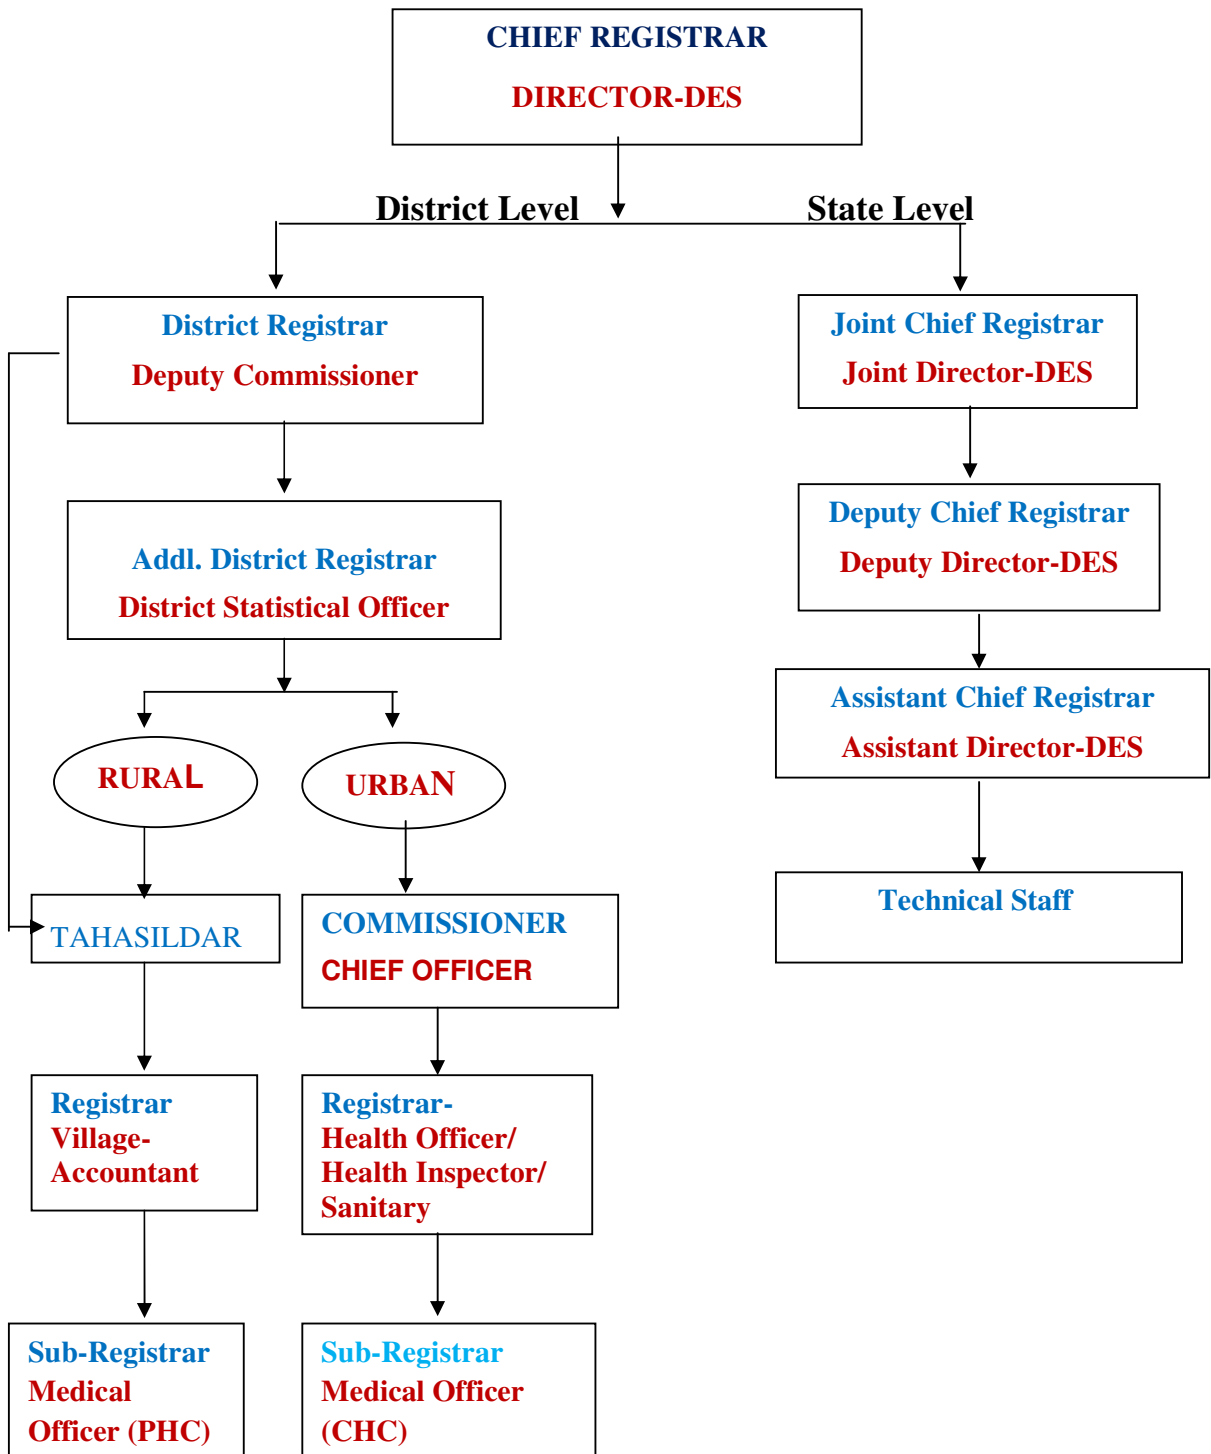 CHIEF REGISTRAR
DIRECTOR-DES
District Level
State Level
District Registrar
Deputy Commissioner
Joint Chief Registrar
Joint Director-DES
Addl. District Registrar
District Statistical Officer
Deputy Chief Registrar
Deputy Director-DES
Assistant Chief Registrar
Assistant Director-DES
RURAL
URBAN
TAHASILDAR
COMMISSIONER
CHIEF OFFICER
Technical Staff
Registrar
Village-
Accountant
Registrar-
Health Officer/
Health Inspector/
Sanitary
Sub-Registrar
Medical
Officer (PHC)
Sub-Registrar
Medical Officer
(CHC)